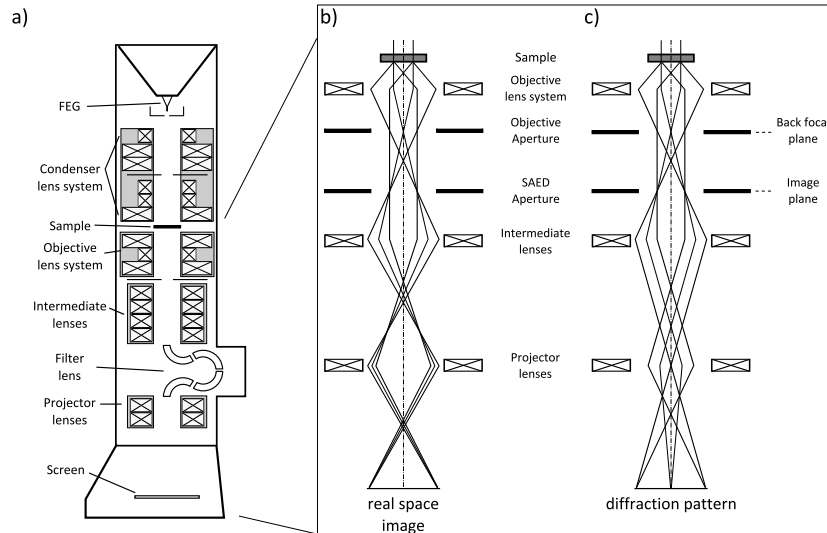 a)
FEG
Condenser
lens system
Sample
Objective
lens system
Intermediate
lenses
Filter
lens
Projector
lenses
Screen
b)
Sample
Objective
lens system
Objective
Aperture
SAED
Aperture
Intermediate
lenses
Projector
lenses
real space
image
c)
Back focal
plane
Image
plane
diffraction pattern